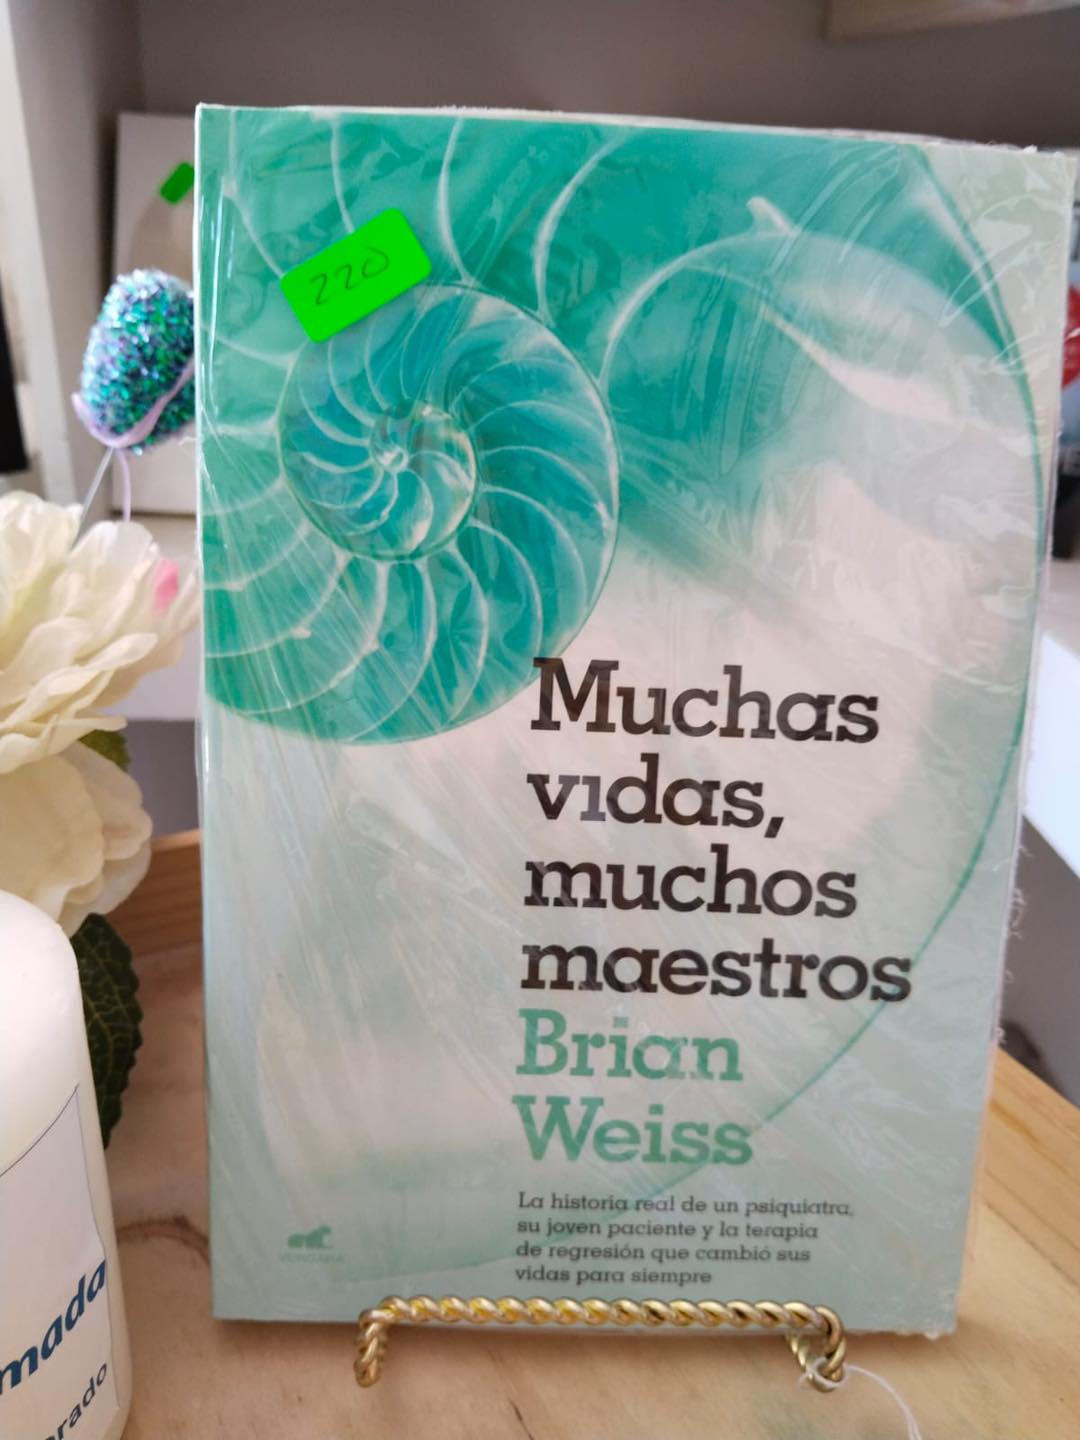 220
Muchas
vidas,
muchos
maestros
Brian
Weiss
La historia real de un psiquiatra,
su joven paciente y la terapia
de regresión que cambió sus
vidas para siempre
VERGARA
mada
rado